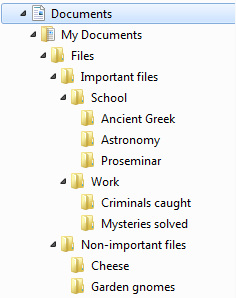 Documents
My Documents
Files
Important files
School
Ancient Greek
Astronomy
Proseminar
Work
Criminals caught
Mysteries solved
Non-important files
Cheese
Garden gnomes